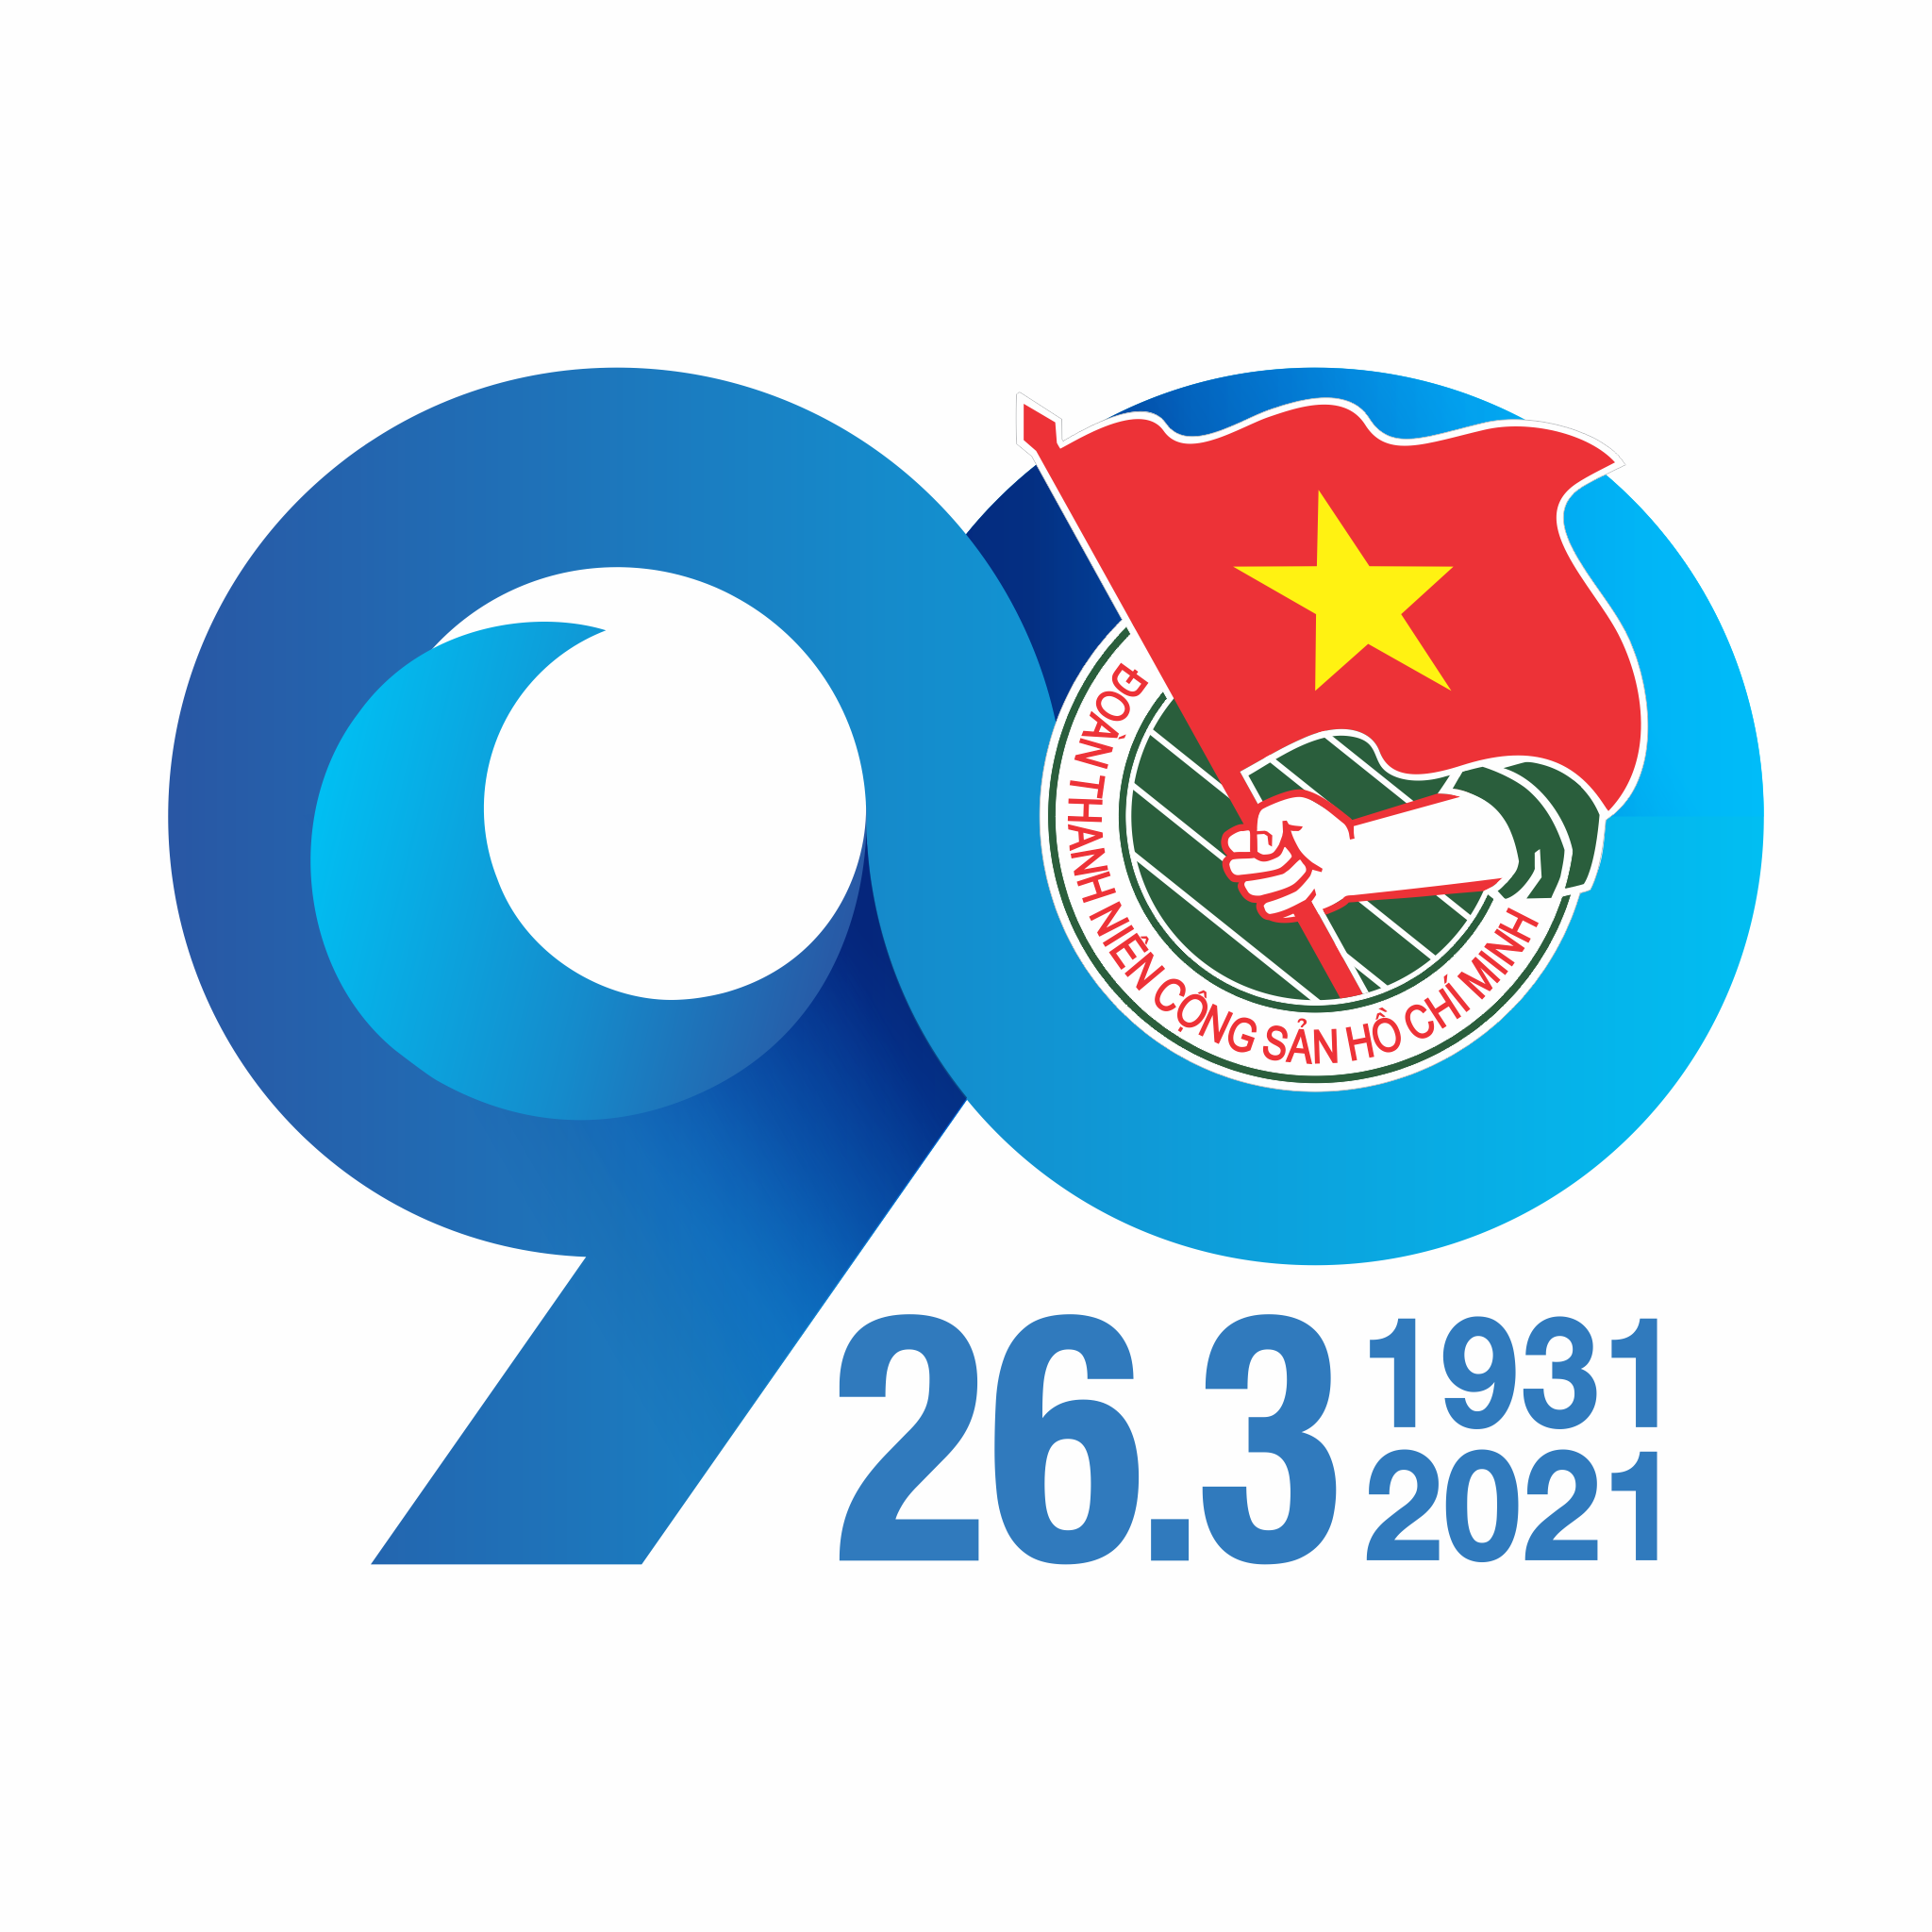 90
ĐOÀN THANH NIÊN CỘNG SẢN HỒ CHÍ MINH
26.3
1931
2021